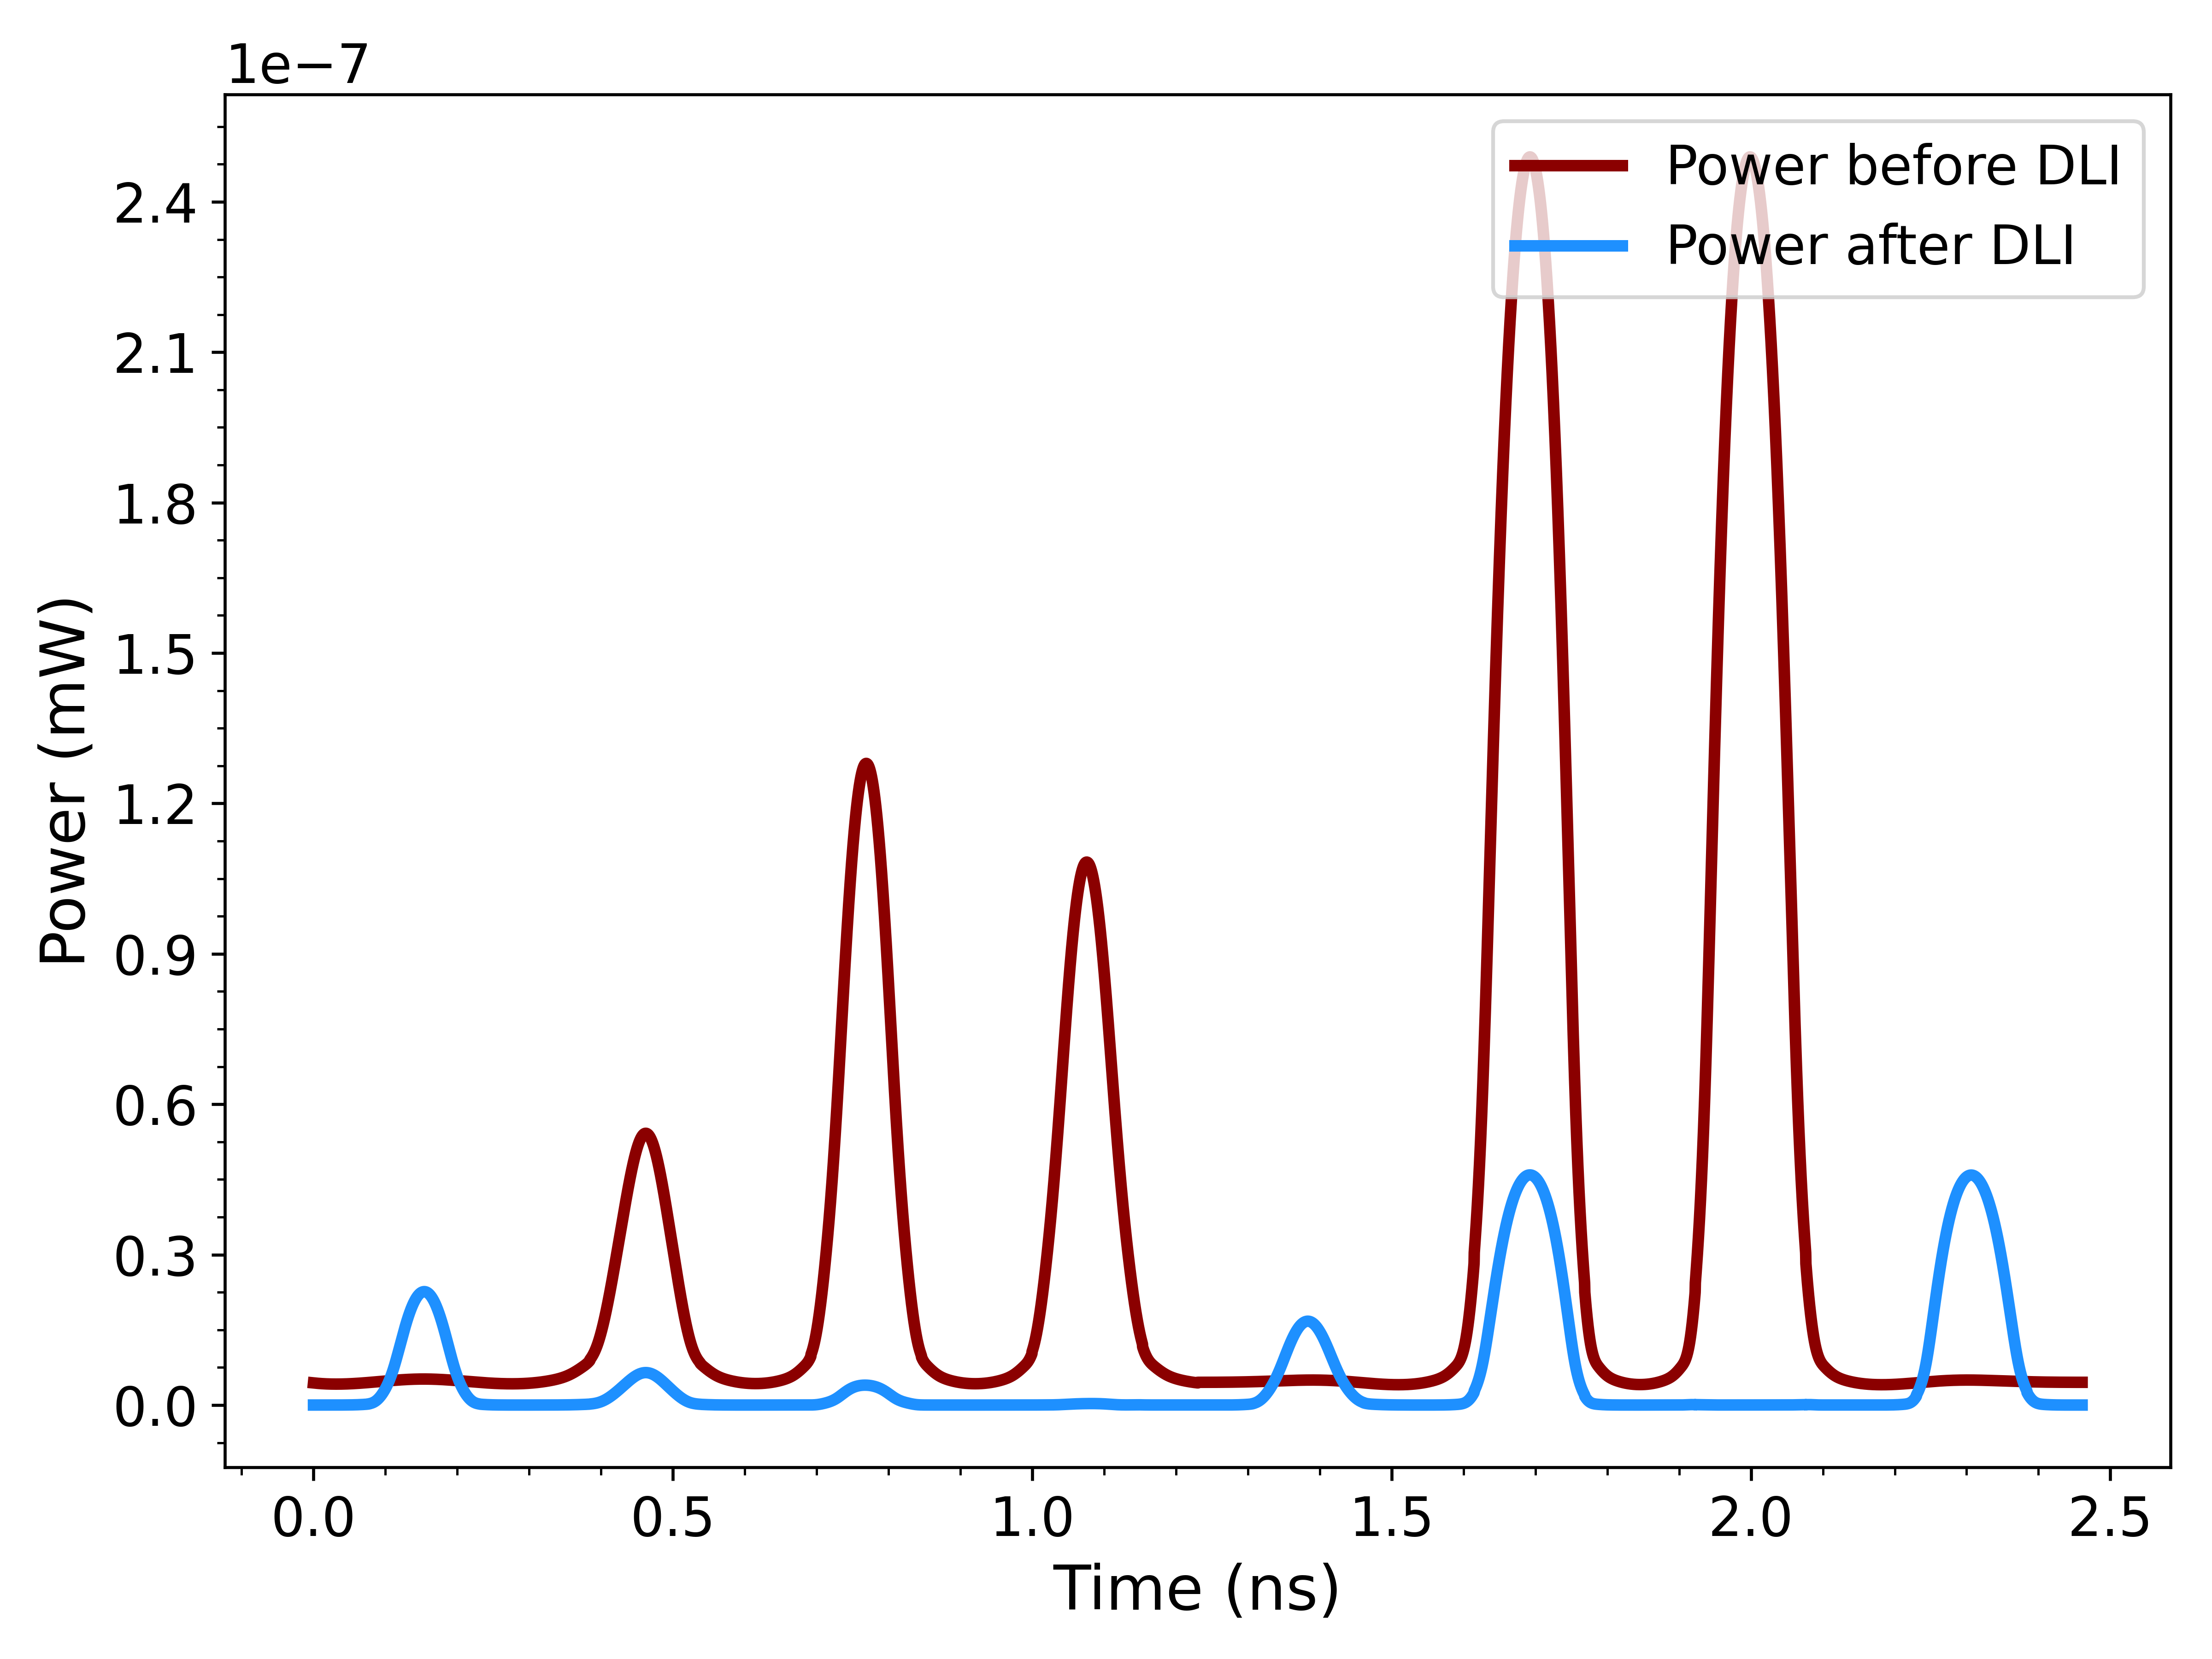 1e−7
Power before DLI
Power after DLI
2.4
2.1
1.8
1.5
1.2
0.9
0.6
0.3
0.0
Power (mW)
0.0 0.5 1.0 1.5 2.0 2.5
Time (ns)